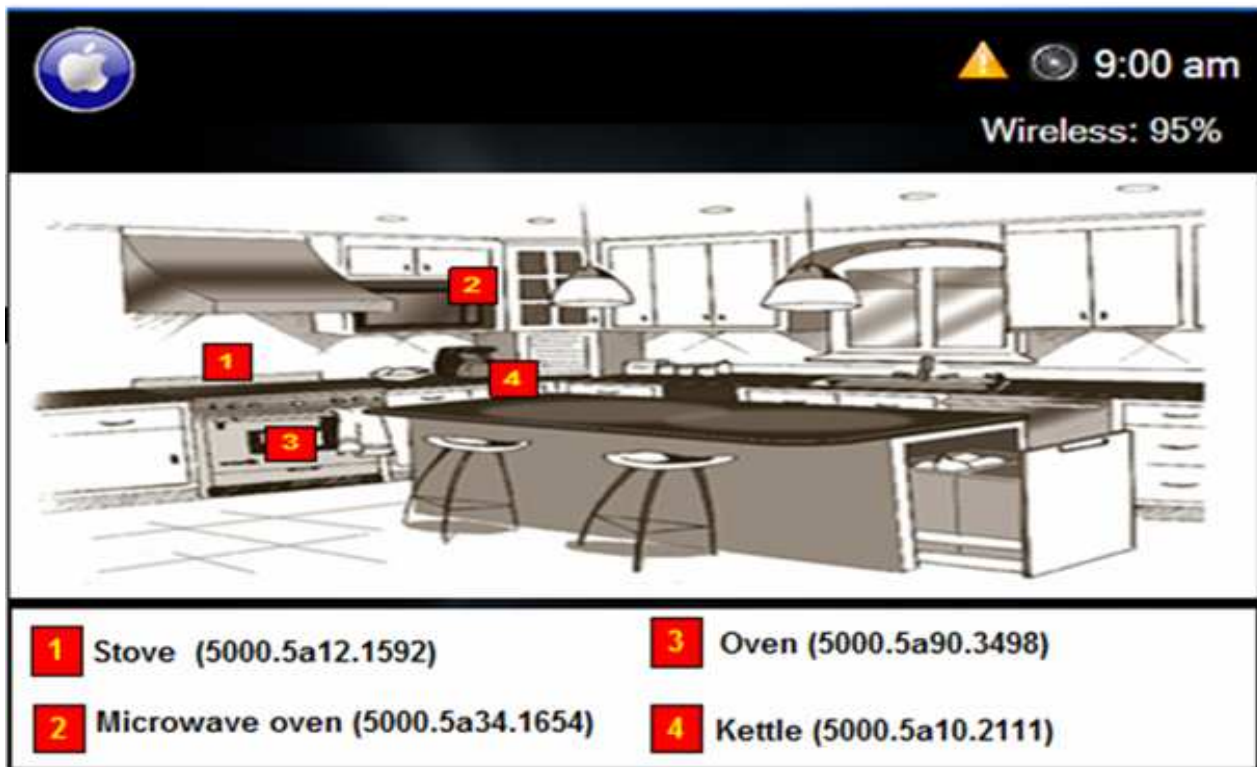 9:00 am
Wireless: 95%
2
1
4
3
1 Stove (5000.5a12.1592)
3 Oven (5000.5a90.3498)
2 Microwave oven (5000.5a34.1654)
4 Kettle (5000.5a10.2111)